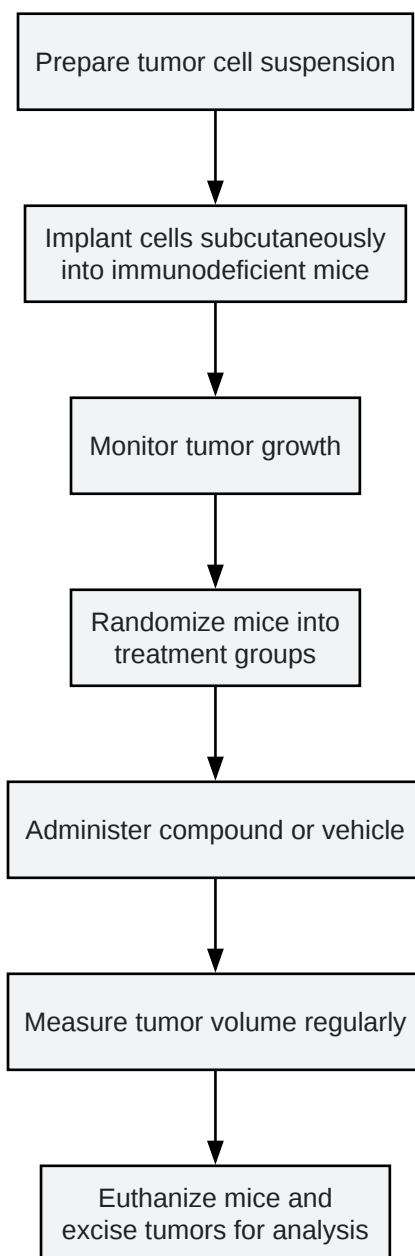 Prepare tumor cell suspension
Implant cells subcutaneously
into immunodeficient mice
Monitor tumor growth
Randomize mice into
treatment groups
Administer compound or vehicle
Measure tumor volume regularly
Euthanize mice and
excise tumors for analysis